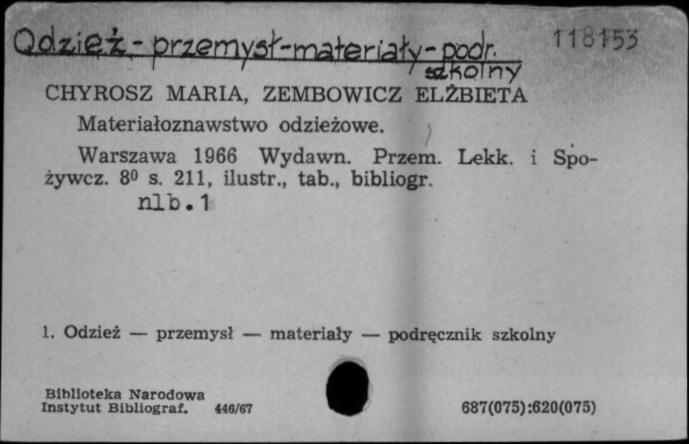 Odzież - przemysł - materiały - podr. 118153
szkolny
CHYROSZ MARIA, ZEMBOWICZ ELŻBIETA
Materiałoznawstwo odzieżowe.
Warszawa 1966 Wydawn. Przem. Lekk. i Spo-
żywcz. 8⁰ s. 211, ilustr., tab., bibliogr.
nlb. 1
1. Odzież — przemysł — materiały — podręcznik szkolny
Biblioteka Narodowa
Instytut Bibliograf. 446/67 687(075):620(075)